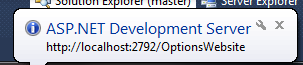 Solution Explorer (master) Server Explorer
ASP.NET Development Server
http://localhost:2792/OptionsWebsite